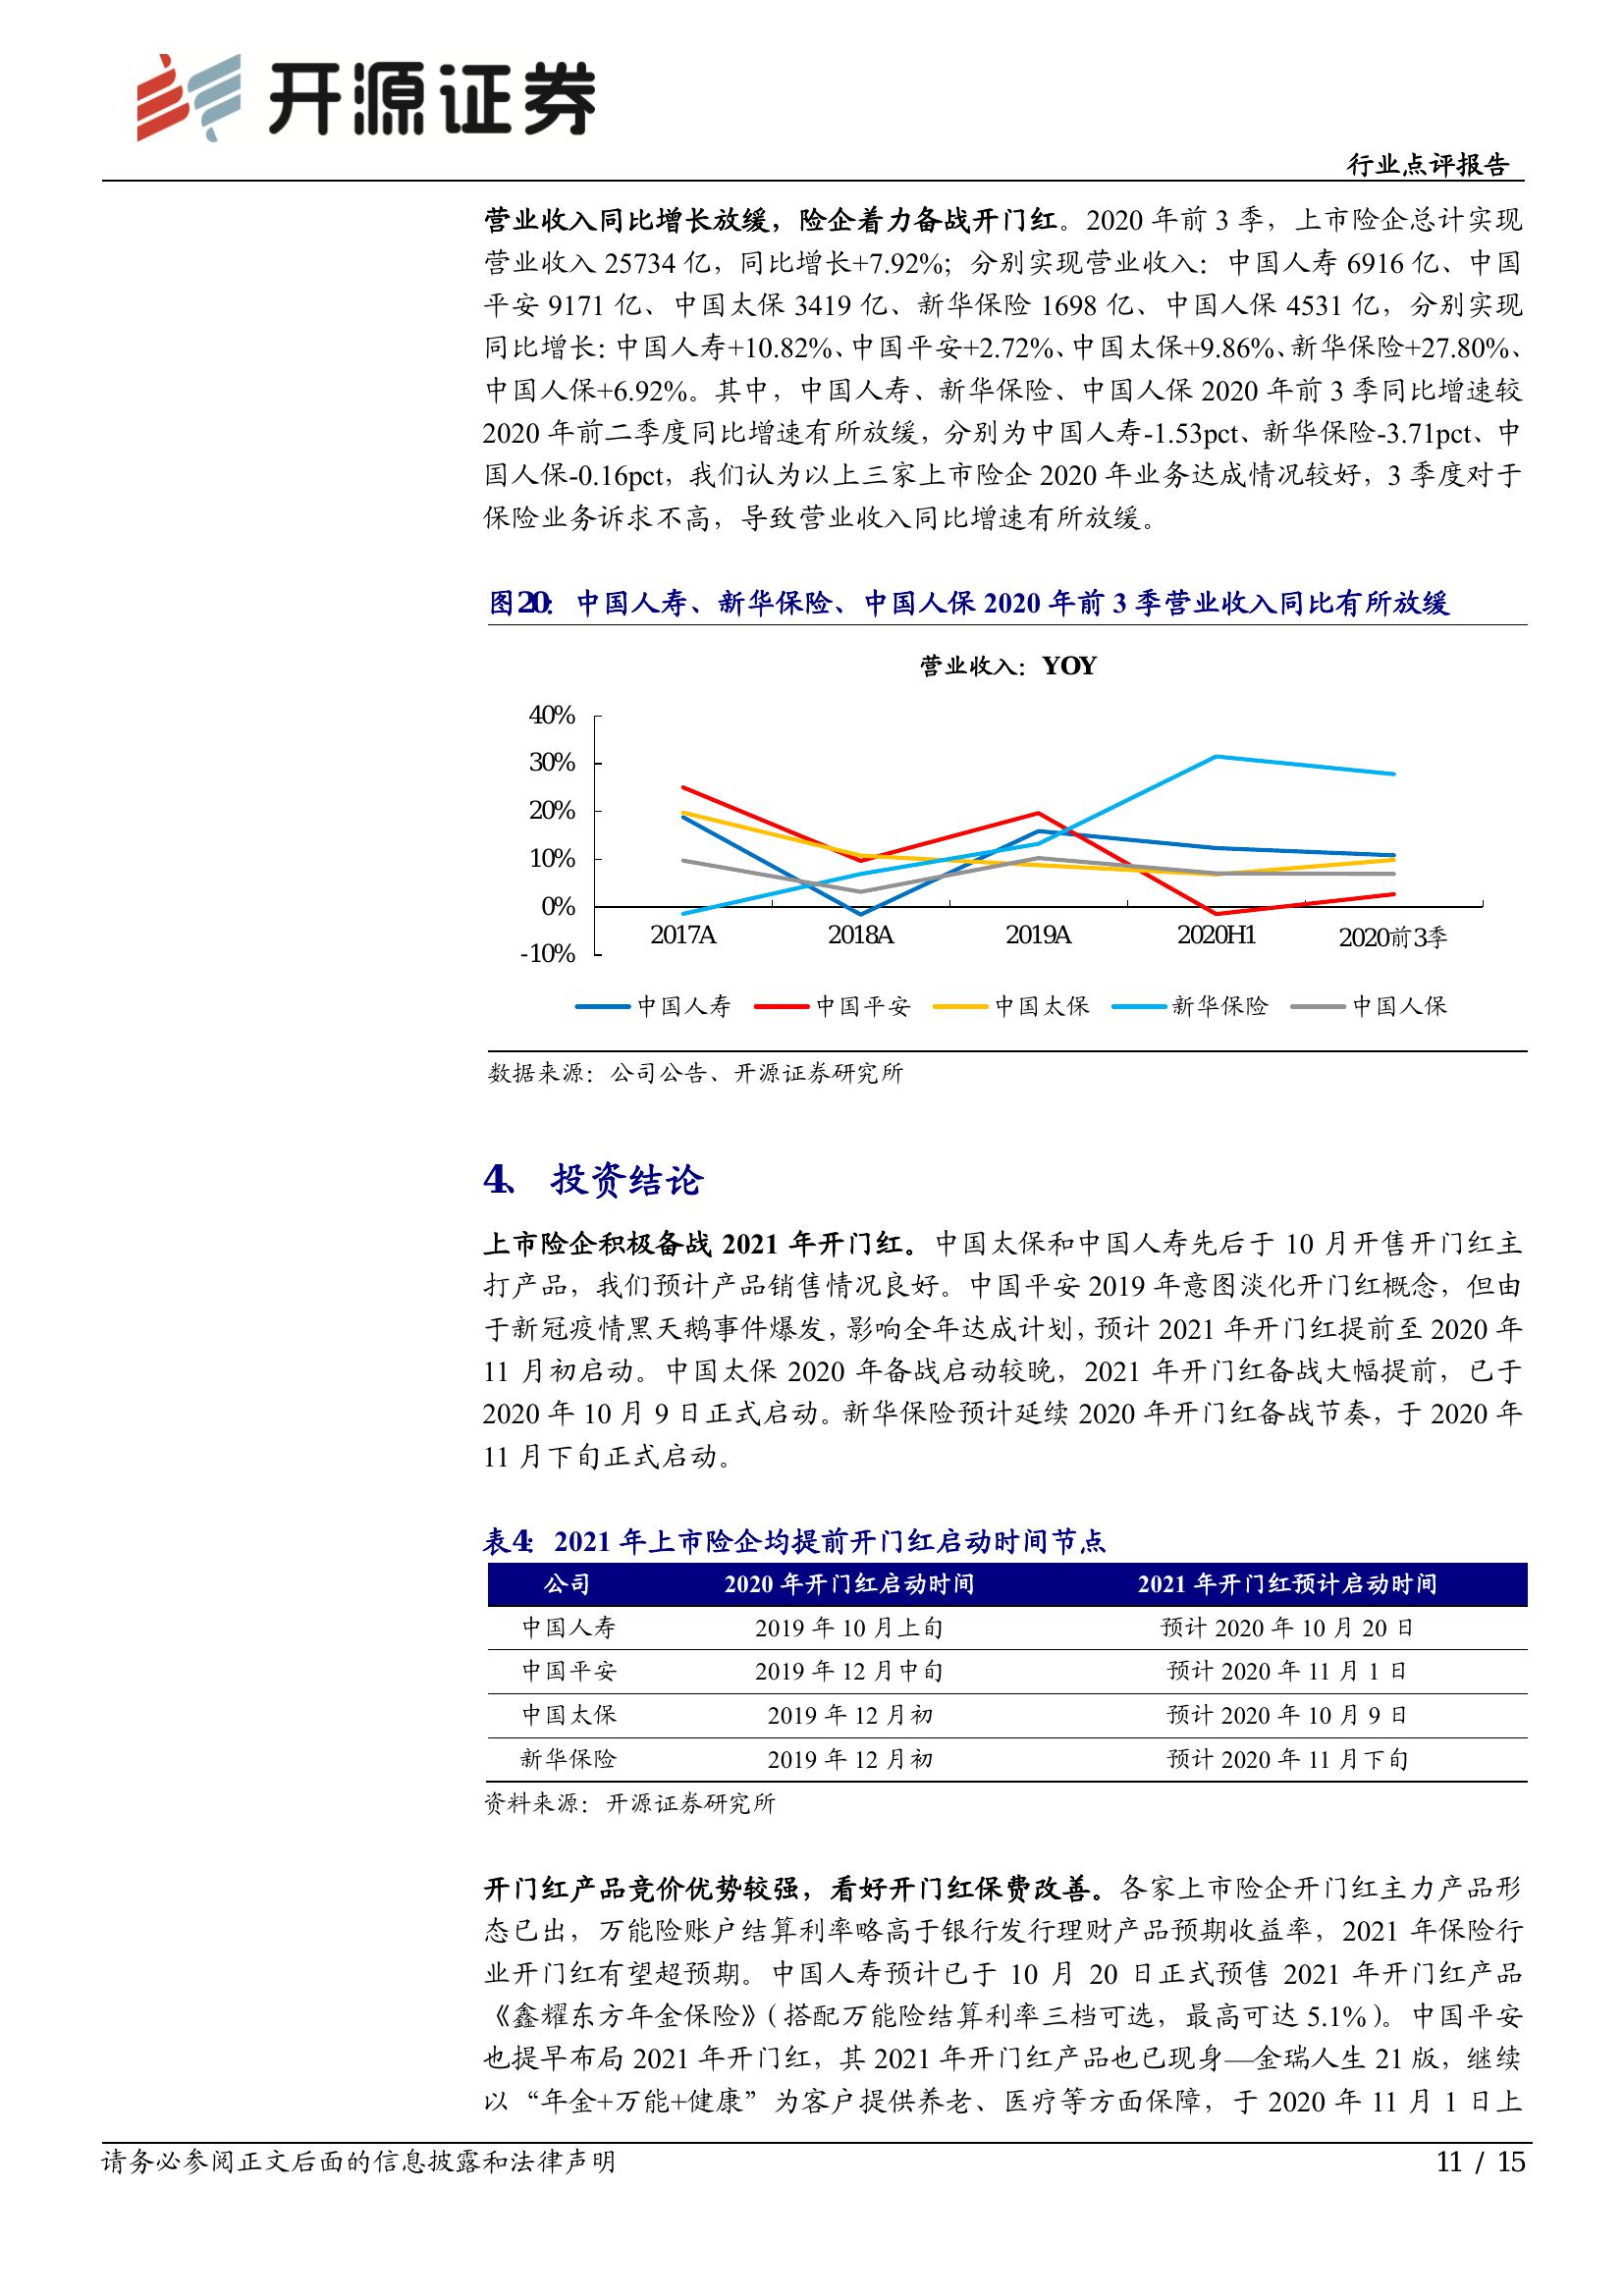 开源证券
行业点评报告
营业收入同比增长放缓，险企着力备战开门红。2020 年前 3 季，上市险企总计实现
营业收入 25734 亿，同比增长+7.92%；分别实现营业收入：中国人寿 6916 亿、中国
平安 9171 亿、中国太保 3419 亿、新华保险 1698 亿、中国人保 4531 亿，分别实现
同比增长：中国人寿+10.82%、中国平安+2.72%、中国太保+9.86%、新华保险+27.80%、
中国人保+6.92%。其中，中国人寿、新华保险、中国人保 2020 年前 3 季同比增速较
2020 年前二季度同比增速有所放缓，分别为中国人寿-1.53pct、新华保险-3.71pct、中
国人保-0.16pct，我们认为以上三家上市险企 2020 年业务达成情况较好，3 季度对于
保险业务诉求不高，导致营业收入同比增速有所放缓。
图20：中国人寿、新华保险、中国人保 2020 年前 3 季营业收入同比有所放缓
营业收入：YOY
40%
30%
20%
10%
0%
-10%
2017A 2018A 2019A 2020H1 2020前3季
中国人寿 中国平安 中国太保 新华保险 中国人保
数据来源：公司公告、开源证券研究所
4、 投资结论
上市险企积极备战 2021 年开门红。中国太保和中国人寿先后于 10 月开售开门红主
打产品，我们预计产品销售情况良好。中国平安 2019 年意图淡化开门红概念，但由
于新冠疫情黑天鹅事件爆发，影响全年达成计划，预计 2021 年开门红提前至 2020 年
11 月初启动。中国太保 2020 年备战启动较晚，2021 年开门红备战大幅提前，已于
2020 年 10 月 9 日正式启动。新华保险预计延续 2020 年开门红备战节奏，于 2020 年
11 月下旬正式启动。
表4：2021 年上市险企均提前开门红启动时间节点
公司 2020 年开门红启动时间 2021 年开门红预计启动时间
中国人寿 2019 年 10 月上旬 预计 2020 年 10 月 20 日
中国平安 2019 年 12 月中旬 预计 2020 年 11 月 1 日
中国太保 2019 年 12 月初 预计 2020 年 10 月 9 日
新华保险 2019 年 12 月初 预计 2020 年 11 月下旬
资料来源：开源证券研究所
开门红产品竞价优势较强，看好开门红保费改善。各家上市险企开门红主力产品形
态已出，万能险账户结算利率略高于银行发行理财产品预期收益率，2021 年保险行
业开门红有望超预期。中国人寿预计已于 10 月 20 日正式预售 2021 年开门红产品
《鑫耀东方年金保险》（搭配万能险结算利率三档可选，最高可达 5.1%）。中国平安
也提早布局 2021 年开门红，其 2021 年开门红产品也已现身—金瑞人生 21 版，继续
以“年金+万能+健康”为客户提供养老、医疗等方面保障，于 2020 年 11 月 1 日上
请务必参阅正文后面的信息披露和法律声明
11 / 15